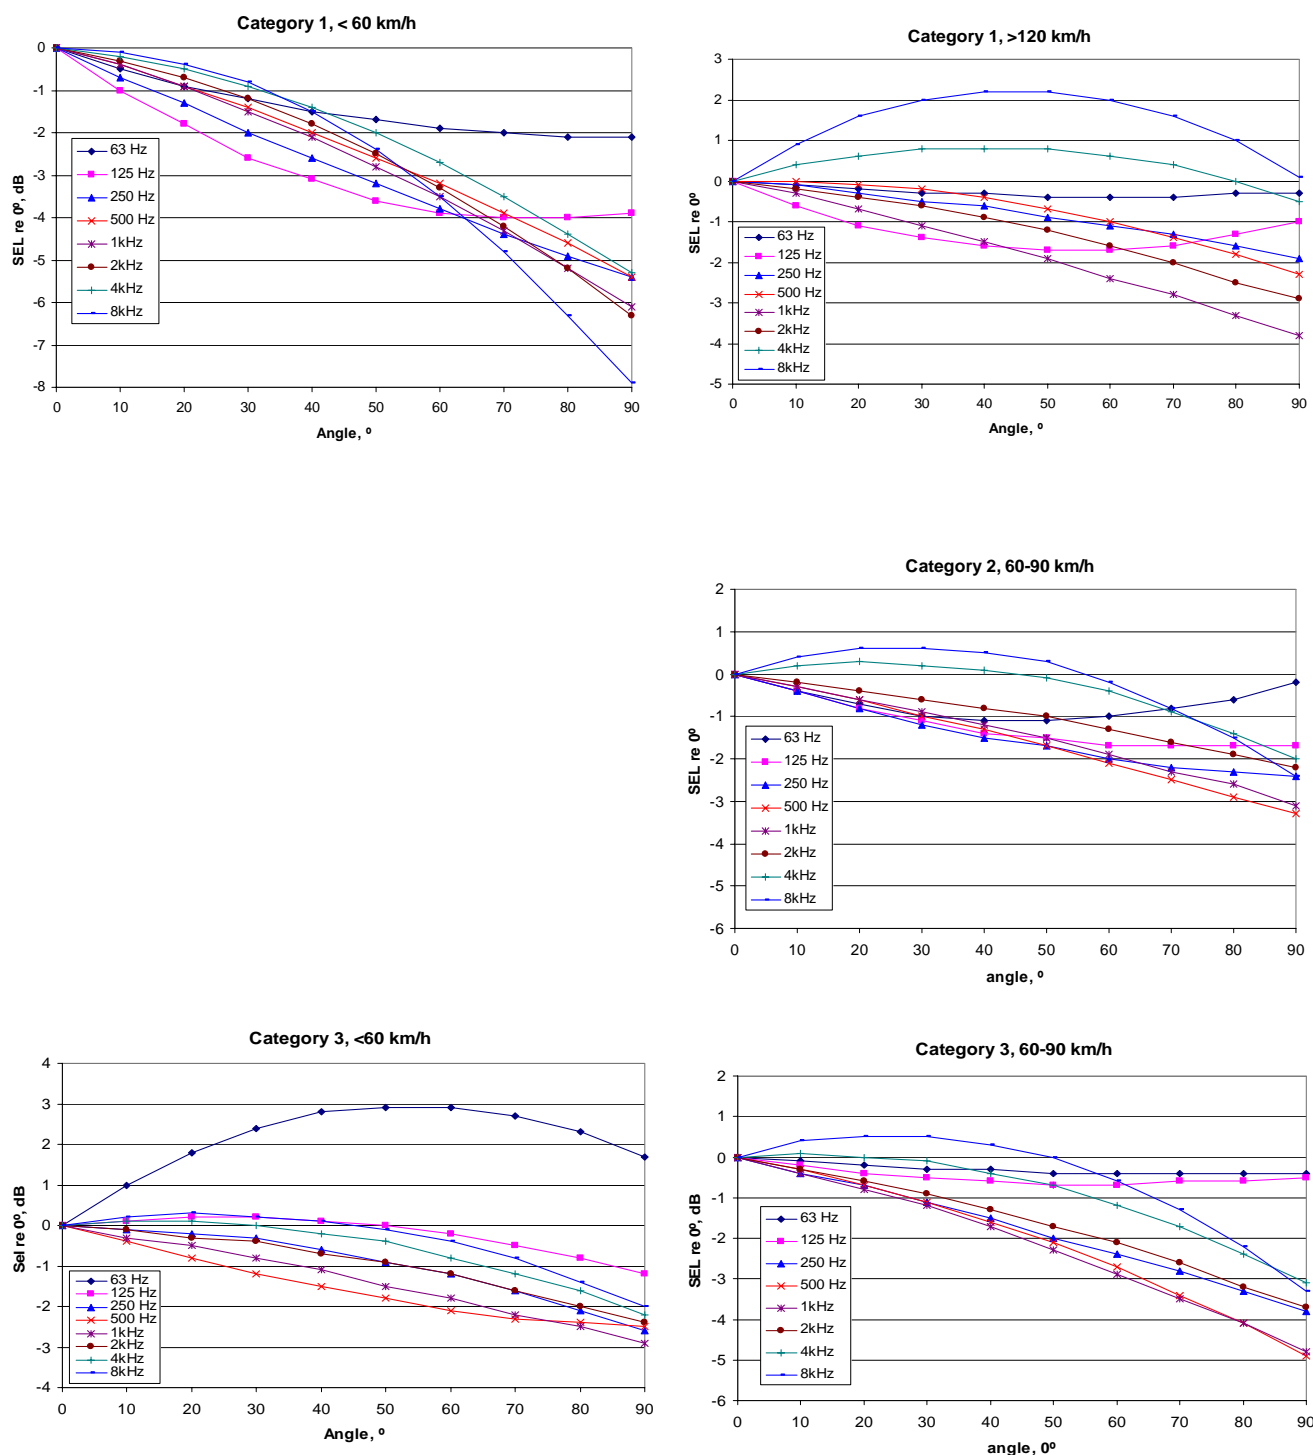 Category 1, < 60 km/h
0
-1
-2
-3
-4
-5
-6
-7
-8
SEL re 0º, dB
63 Hz
125 Hz
250 Hz
500 Hz
1kHz
2kHz
4kHz
8kHz
0 10 20 30 40 50 60 70 80 90
Angle, º
Category 1, >120 km/h
3
2
1
0
-1
-2
-3
-4
-5
SEL re 0º
63 Hz
125 Hz
250 Hz
500 Hz
1kHz
2kHz
4kHz
8kHz
0 10 20 30 40 50 60 70 80 90
Angle, º
Category 2, 60-90 km/h
2
1
0
-1
-2
-3
-4
-5
-6
SEL re 0º
63 Hz
125 Hz
250 Hz
500 Hz
1kHz
2kHz
4kHz
8kHz
0 10 20 30 40 50 60 70 80 90
angle, º
Category 3, <60 km/h
4
3
2
1
0
-1
-2
-3
-4
Sel re 0º, dB
63 Hz
125 Hz
250 Hz
500 Hz
1kHz
2kHz
4kHz
8kHz
0 10 20 30 40 50 60 70 80 90
Angle, º
Category 3, 60-90 km/h
2
1
0
-1
-2
-3
-4
-5
-6
SEL re 0º, dB
63 Hz
125 Hz
250 Hz
500 Hz
1kHz
2kHz
4kHz
8kHz
0 10 20 30 40 50 60 70 80 90
angle, 0º